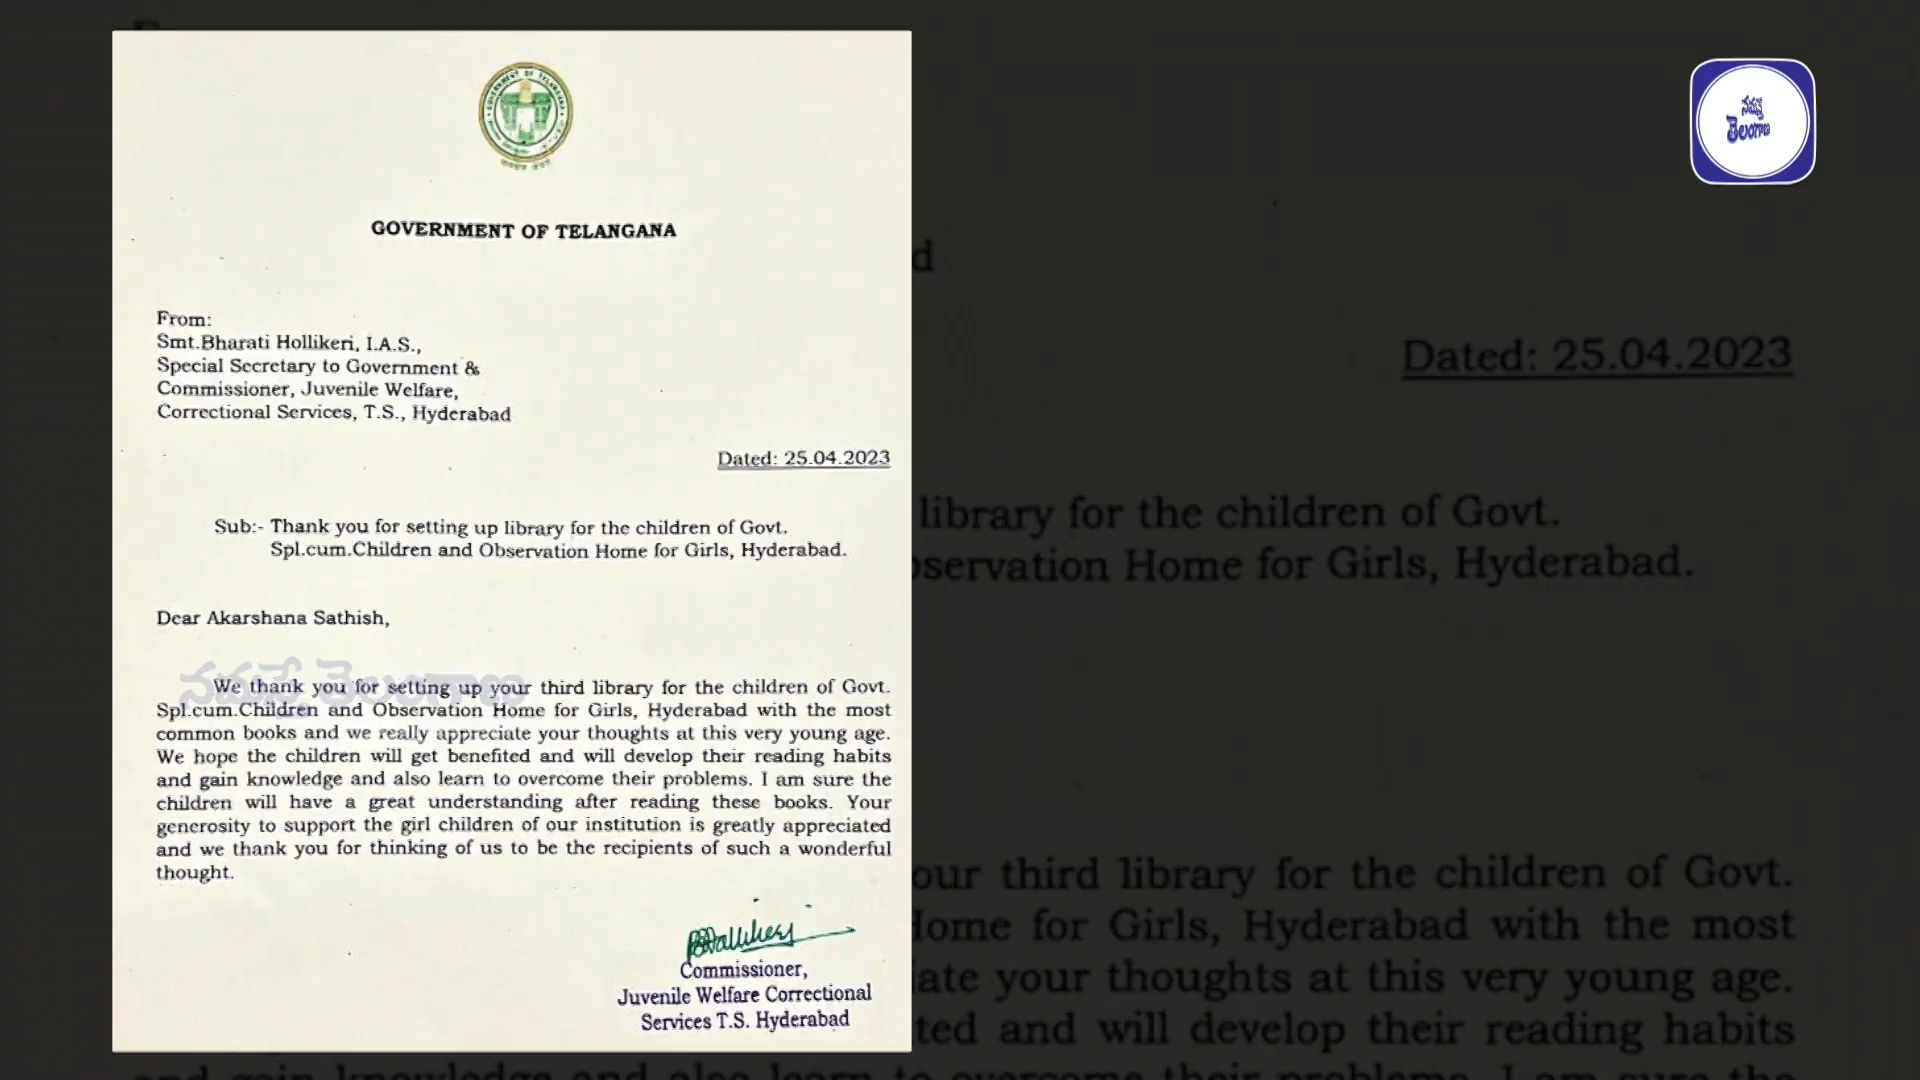 GOVERNMENT OF TELANGANA
From:
Smt.Bharati Hollikeri, I.A.S.,
Special Secretary to Government &
Commissioner, Juvenile Welfare,
Correctional Services, T.S., Hyderabad
Dated: 25.04.2023
Sub:- Thank you for setting up library for the children of Govt.
Spl.cum.Children and Observation Home for Girls, Hyderabad.
Dear Akarshana Sathish,
నమస్తే తెలంగాణ
We thank you for setting up your third library for the children of Govt.
Spl.cum.Children and Observation Home for Girls, Hyderabad with the most
common books and we really appreciate your thoughts at this very young age.
We hope the children will get benefited and will develop their reading habits
and gain knowledge and also learn to overcome their problems. I am sure the
children will have a great understanding after reading these books. Your
generosity to support the girl children of our institution is greatly appreciated
and we thank you for thinking of us to be the recipients of such a wonderful
thought.
Commissioner,
Juvenile Welfare Correctional
Services T.S. Hyderabad
నమస్తే
తెలంగాణ
Dated: 25.04.2023
library for the children of Govt.
Home for Girls, Hyderabad.
third library for the children of Govt.
for Girls, Hyderabad with the most
your thoughts at this very young age.
and will develop their reading habits